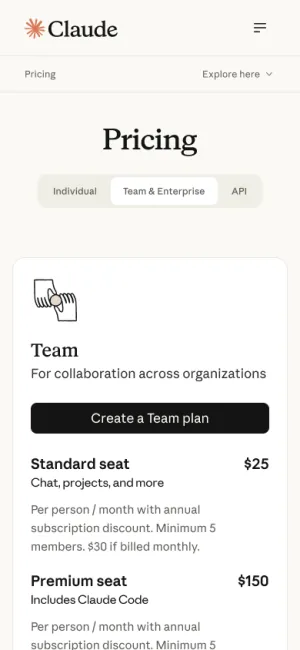 Claude
Pricing
Explore here
Pricing
Individual
Team & Enterprise
API
Team
For collaboration across organizations
Create a Team plan
Standard seat $25
Chat, projects, and more
Per person / month with annual
subscription discount. Minimum 5
members. $30 if billed monthly.
Premium seat $150
Includes Claude Code
Per person / month with annual
subscription discount. Minimum 5